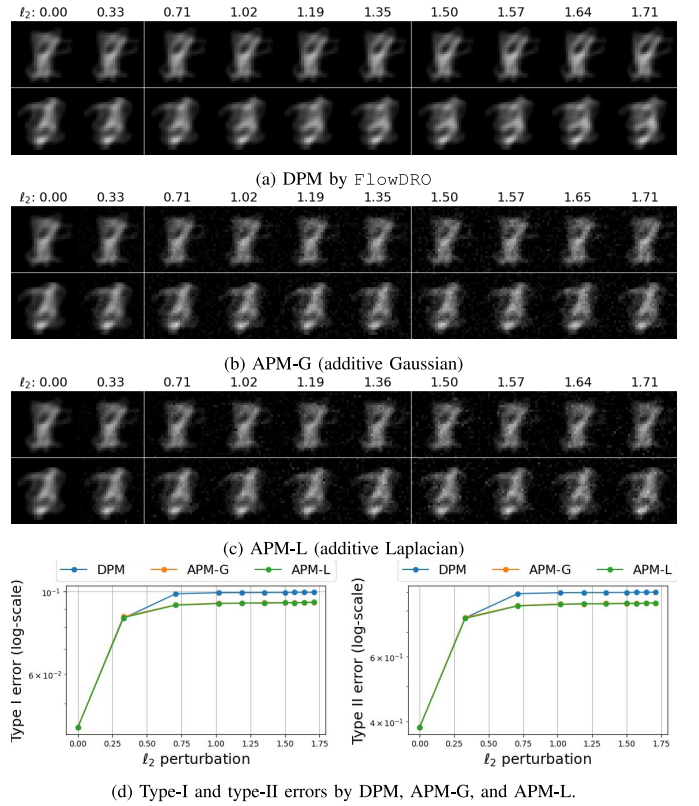 ℓ2: 0.00 0.33 0.71 1.02 1.19 1.35 1.50 1.57 1.64 1.71
(a) DPM by FlowDRO
ℓ2: 0.00 0.33 0.71 1.02 1.19 1.35 1.50 1.57 1.65 1.71
(b) APM-G (additive Gaussian)
ℓ2: 0.00 0.33 0.71 1.02 1.19 1.36 1.50 1.57 1.64 1.71
(c) APM-L (additive Laplacian)
DPM APM-G APM-L
Type I error (log-scale)
10⁻¹
6 × 10⁻²
0.00 0.25 0.50 0.75 1.00 1.25 1.50 1.75
ℓ2 perturbation
DPM APM-G APM-L
Type II error (log-scale)
6 × 10⁻¹
4 × 10⁻¹
0.00 0.25 0.50 0.75 1.00 1.25 1.50 1.75
ℓ2 perturbation
(d) Type-I and type-II errors by DPM, APM-G, and APM-L.